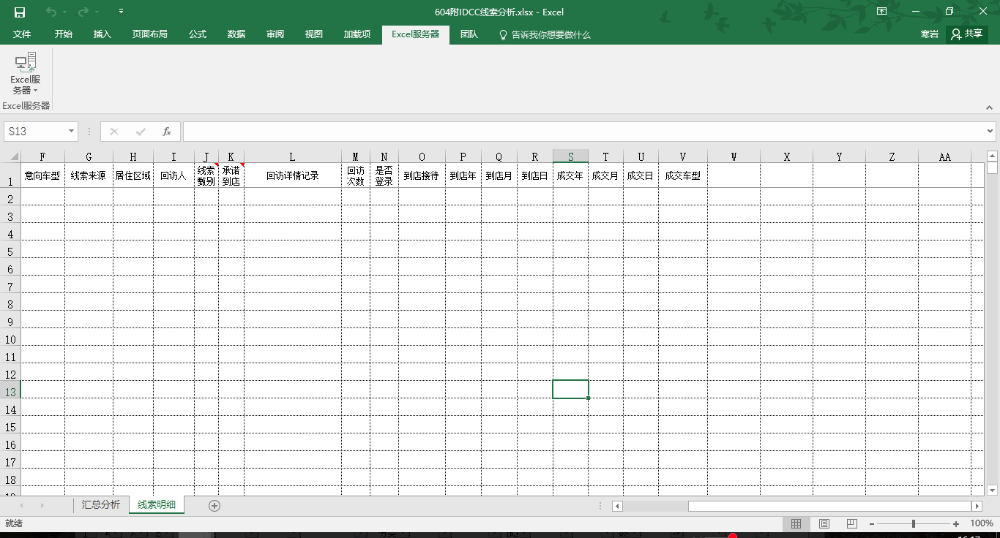 604附IDCC线索分析.xlsx - Excel
文件 开始 插入 页面布局 公式 数据 审阅 视图 加载项 Excel服务器 团队 告诉我你想要做什么 寒岩 共享
Excel服
务器
Excel服务器
S13 fx
F G H I J K L M N O P Q R S T U V W X Y Z AA
1 意向车型 线索来源 居住区域 回访人 线索甄别 承诺到店 回访详情记录 回访次数 是否登录 到店接待 到店年 到店月 到店日 成交年 成交月 成交日 成交车型
2
3
4
5
6
7
8
9
10
11
12
13
14
15
16
17
18
汇总分析 线索明细
就绪 100%